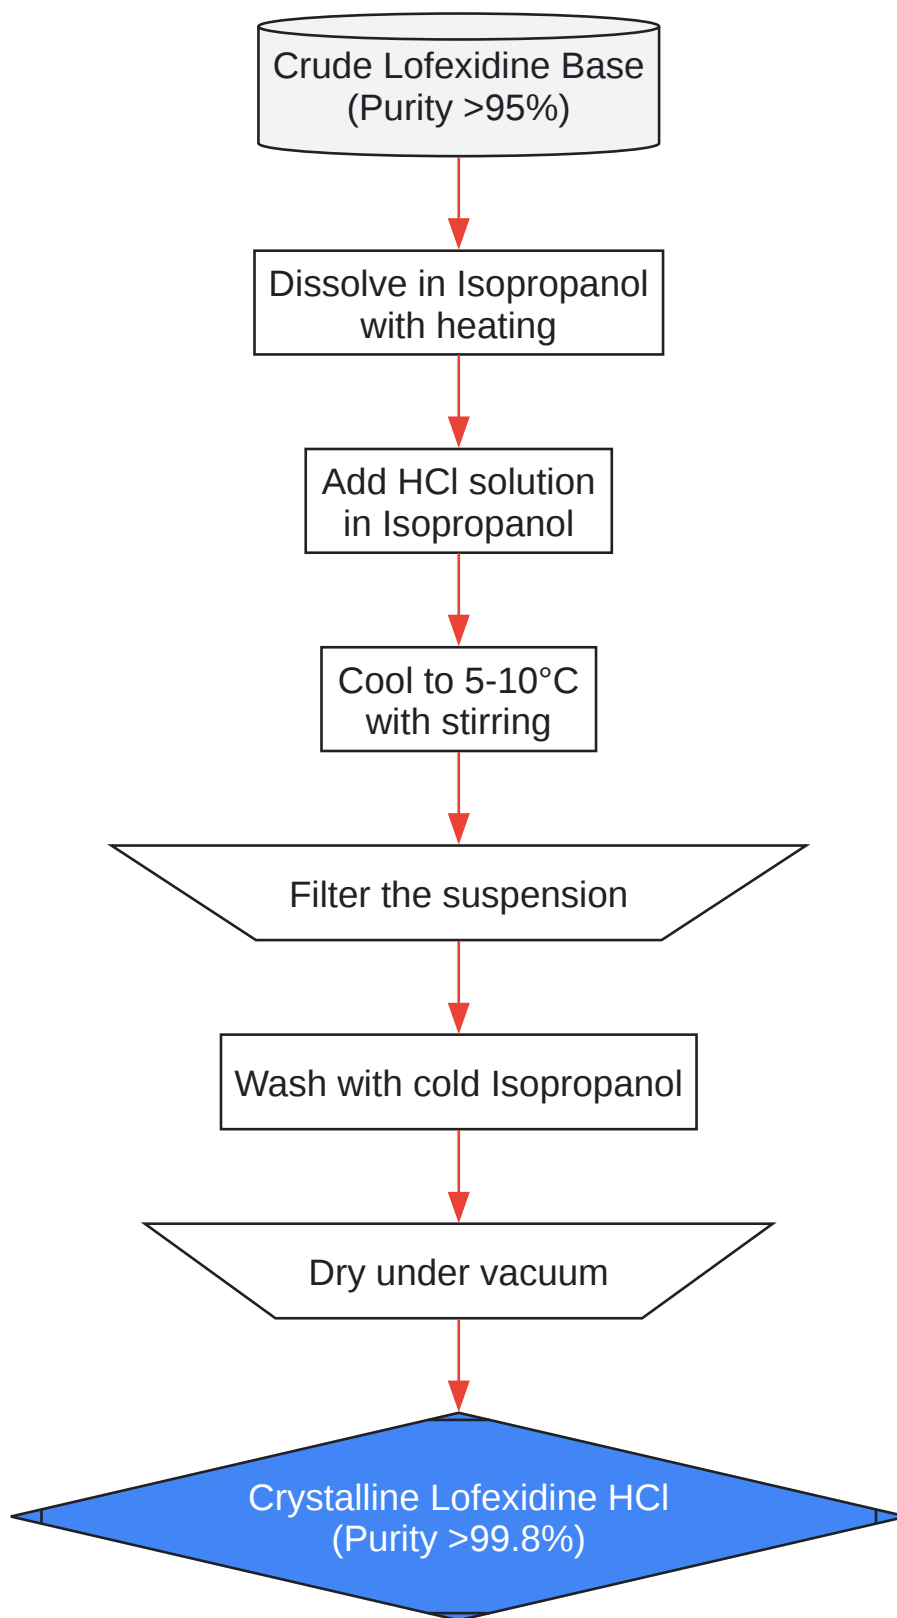 Crude Lofexidine Base
(Purity >95%)
Dissolve in Isopropanol
with heating
Add HCl solution
in Isopropanol
Cool to 5-10°C
with stirring
Filter the suspension
Wash with cold Isopropanol
Dry under vacuum
Crystalline Lofexidine HCl
(Purity >99.8%)